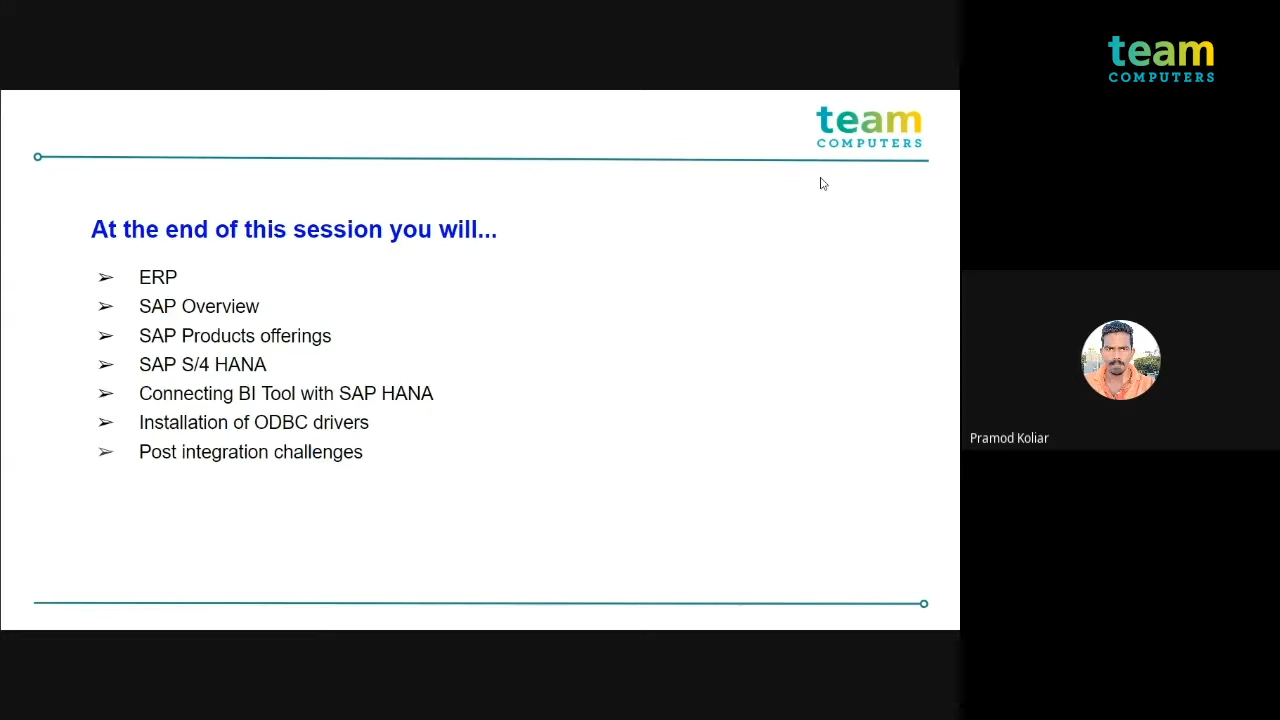 team
COMPUTERS
team
COMPUTERS
At the end of this session you will...
➢ ERP
➢ SAP Overview
➢ SAP Products offerings
➢ SAP S/4 HANA
➢ Connecting BI Tool with SAP HANA
➢ Installation of ODBC drivers
➢ Post integration challenges
Pramod Koliar